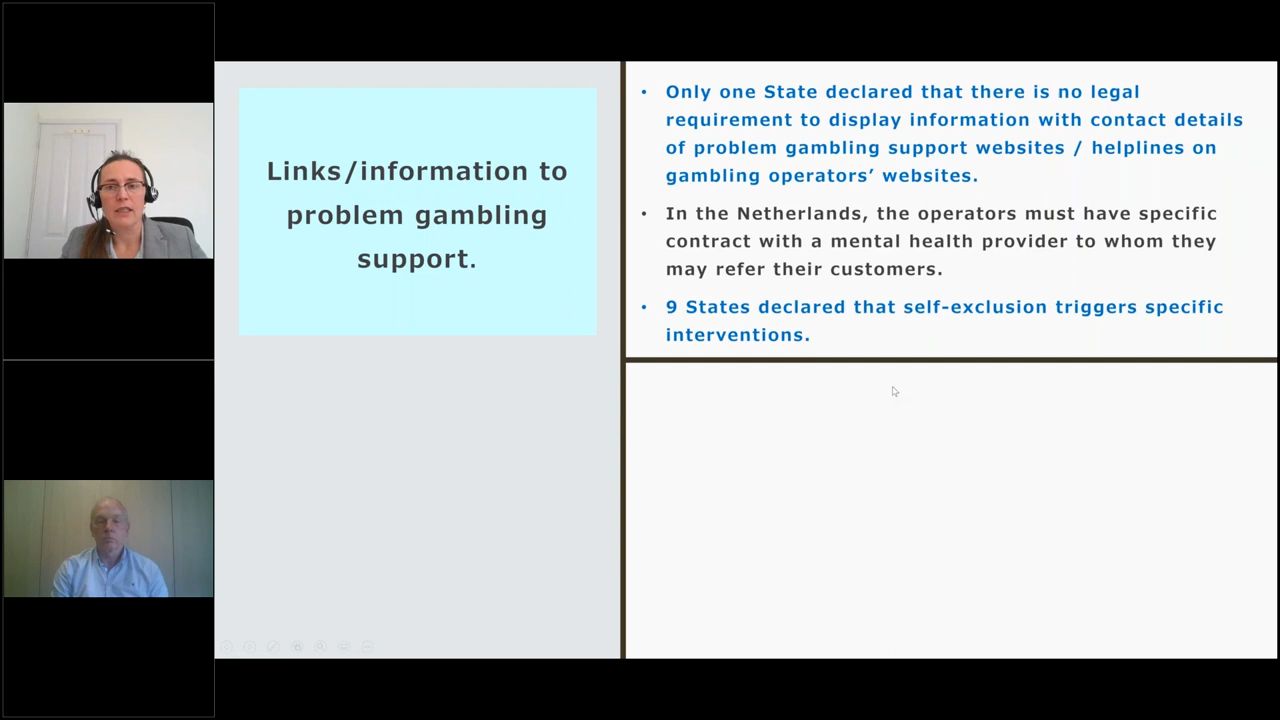 Links/information to
problem gambling
support.
• Only one State declared that there is no legal
requirement to display information with contact details
of problem gambling support websites / helplines on
gambling operators’ websites.
• In the Netherlands, the operators must have specific
contract with a mental health provider to whom they
may refer their customers.
• 9 States declared that self-exclusion triggers specific
interventions.